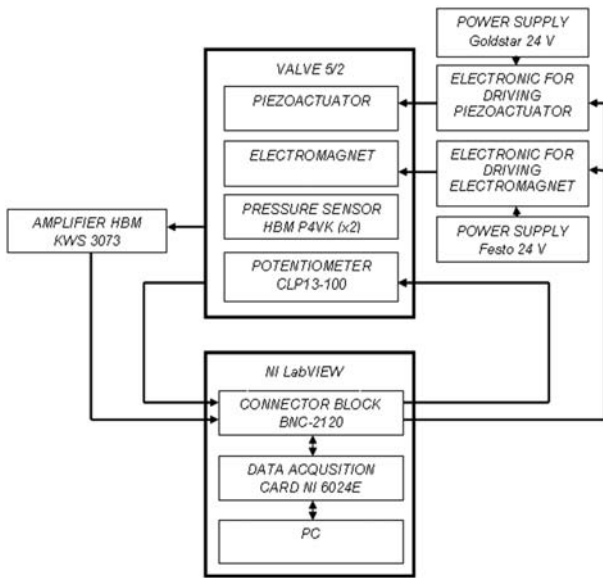 POWER SUPPLY
Goldstar 24 V
VALVE 5/2
PIEZOACTUATOR
ELECTRONIC FOR
DRIVING
PIEZOACTUATOR
ELECTROMAGNET
ELECTRONIC FOR
DRIVING
ELECTROMAGNET
PRESSURE SENSOR
HBM P4VK (x2)
AMPLIFIER HBM
KWS 3073
POWER SUPPLY
Festo 24 V
POTENTIOMETER
CLP13-100
NI LabVIEW
CONNECTOR BLOCK
BNC-2120
DATA ACQUSITION
CARD NI 6024E
PC